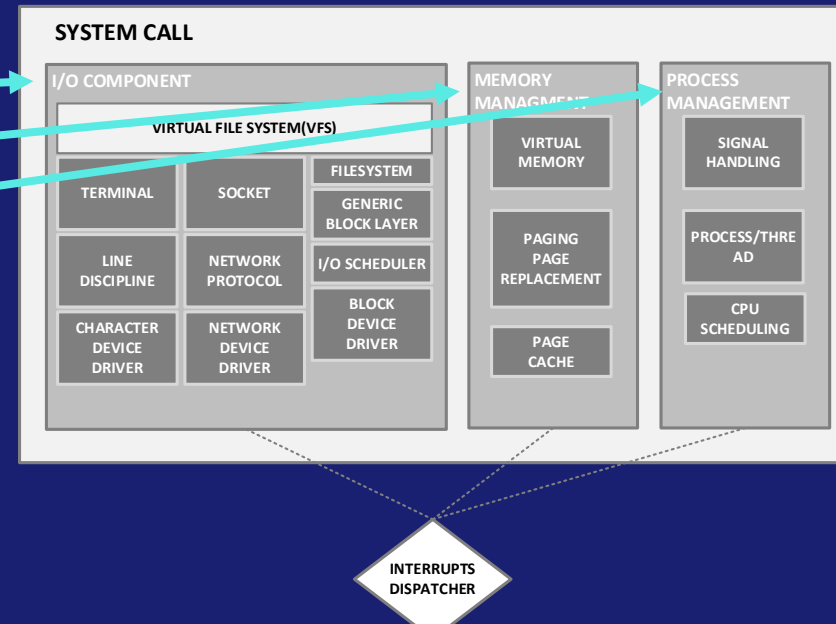 SYSTEM CALL
I/O COMPONENT
VIRTUAL FILE SYSTEM(VFS)
TERMINAL
SOCKET
FILESYSTEM
GENERIC
BLOCK LAYER
LINE
DISCIPLINE
NETWORK
PROTOCOL
I/O SCHEDULER
CHARACTER
DEVICE
DRIVER
NETWORK
DEVICE
DRIVER
BLOCK
DEVICE
DRIVER
MEMORY
MANAGMENT
VIRTUAL
MEMORY
PAGING
PAGE
REPLACEMENT
PAGE
CACHE
PROCESS
MANAGEMENT
SIGNAL
HANDLING
PROCESS/THRE
AD
CPU
SCHEDULING
INTERRUPTS
DISPATCHER